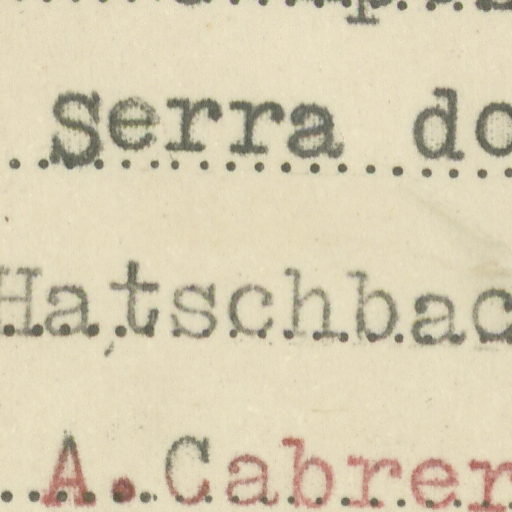 Serra do
Hatschbac
A. Cabrer